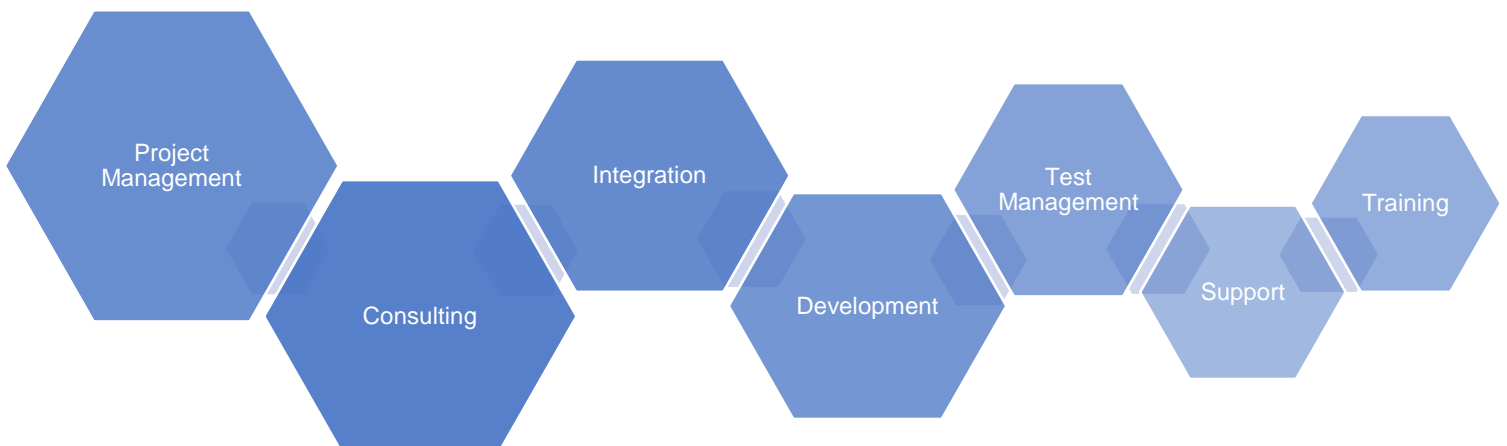 Project
Management
Consulting
Integration
Development
Test
Management
Support
Training